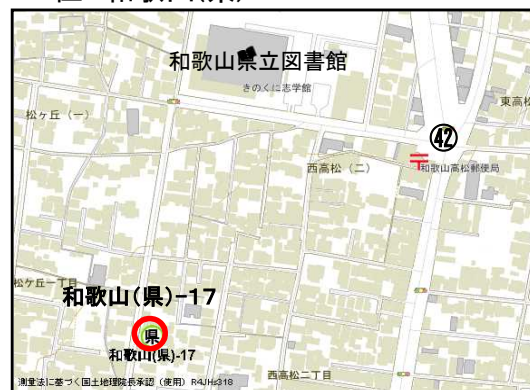 和歌山県立図書館
きのくに志学館
松ヶ丘（一）
東高松
㊷
西高松（二）
和歌山高松郵便局
松ケ丘一丁目
和歌山(県)-17
県
和歌山(県)-17
西高松二丁目
測量法に基づく国土地理院長承認（使用）R4JHs318